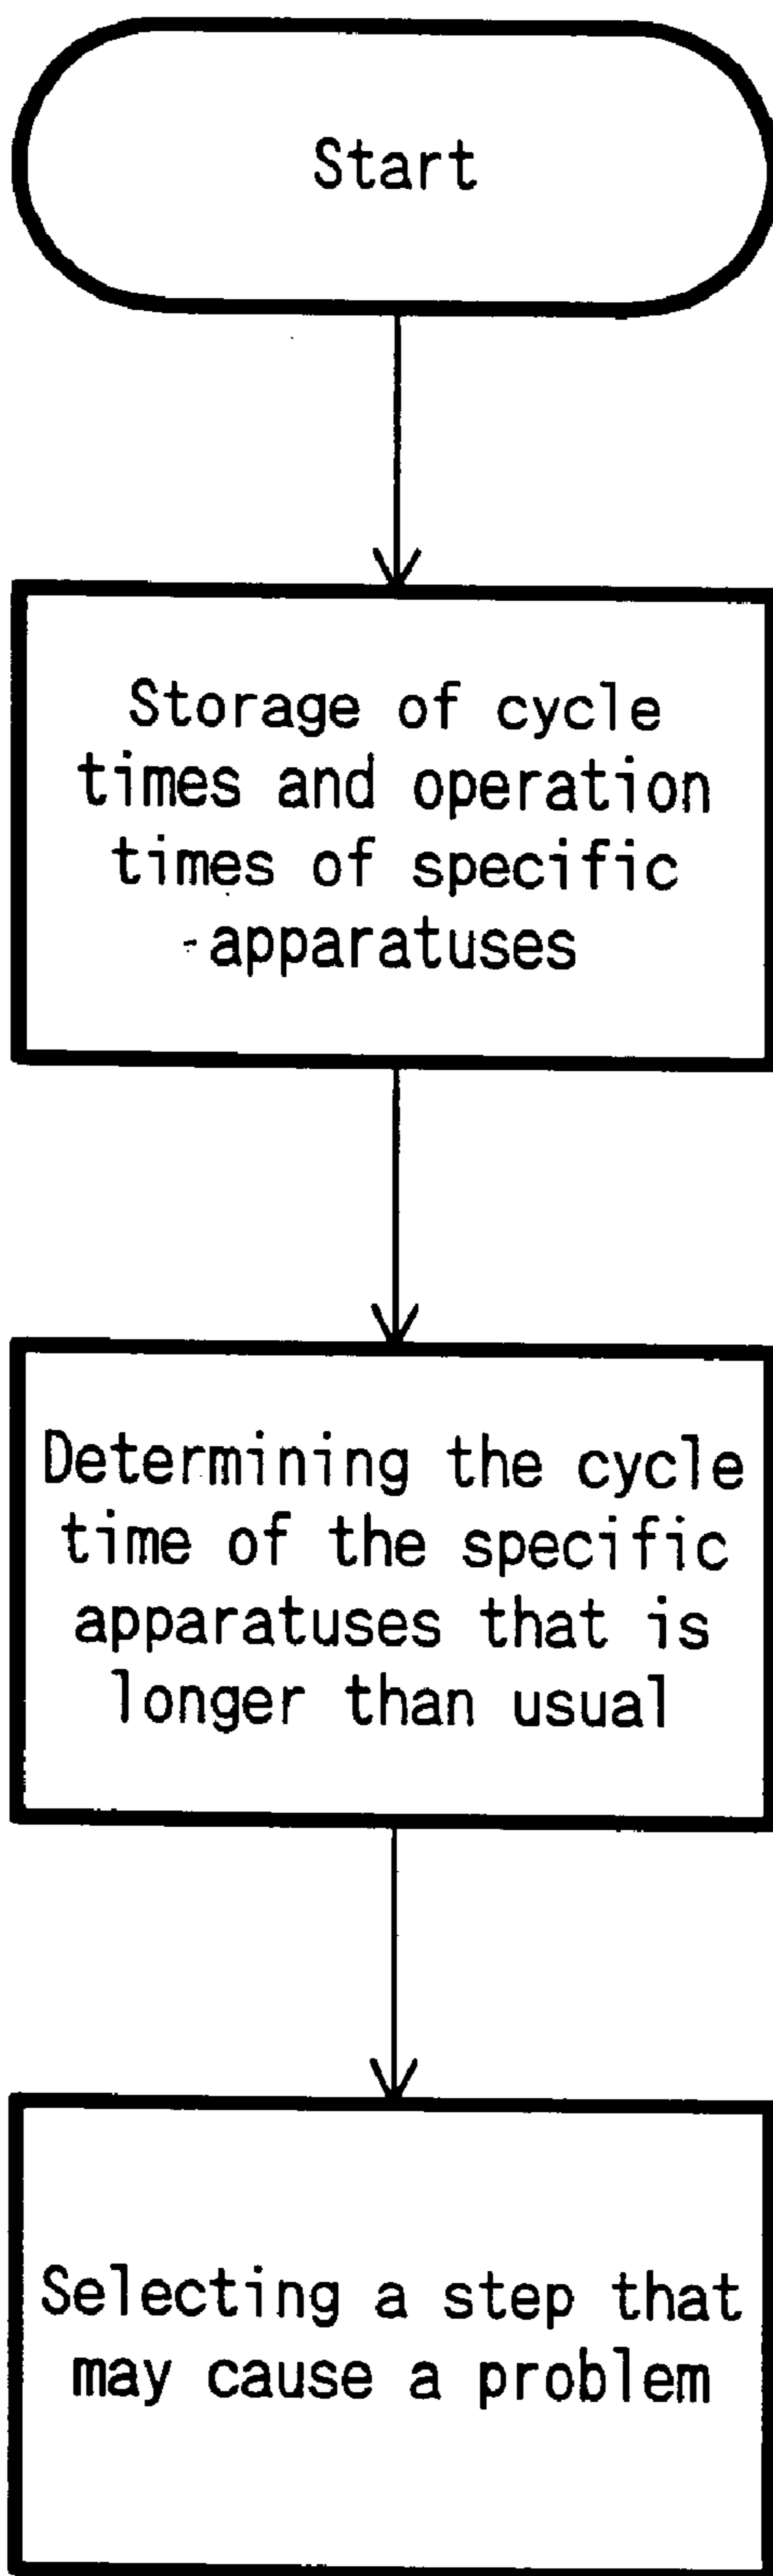 Start
Storage of cycle
times and operation
times of specific
apparatuses
Determining the cycle
time of the specific
apparatuses that is
longer than usual
Selecting a step that
may cause a problem